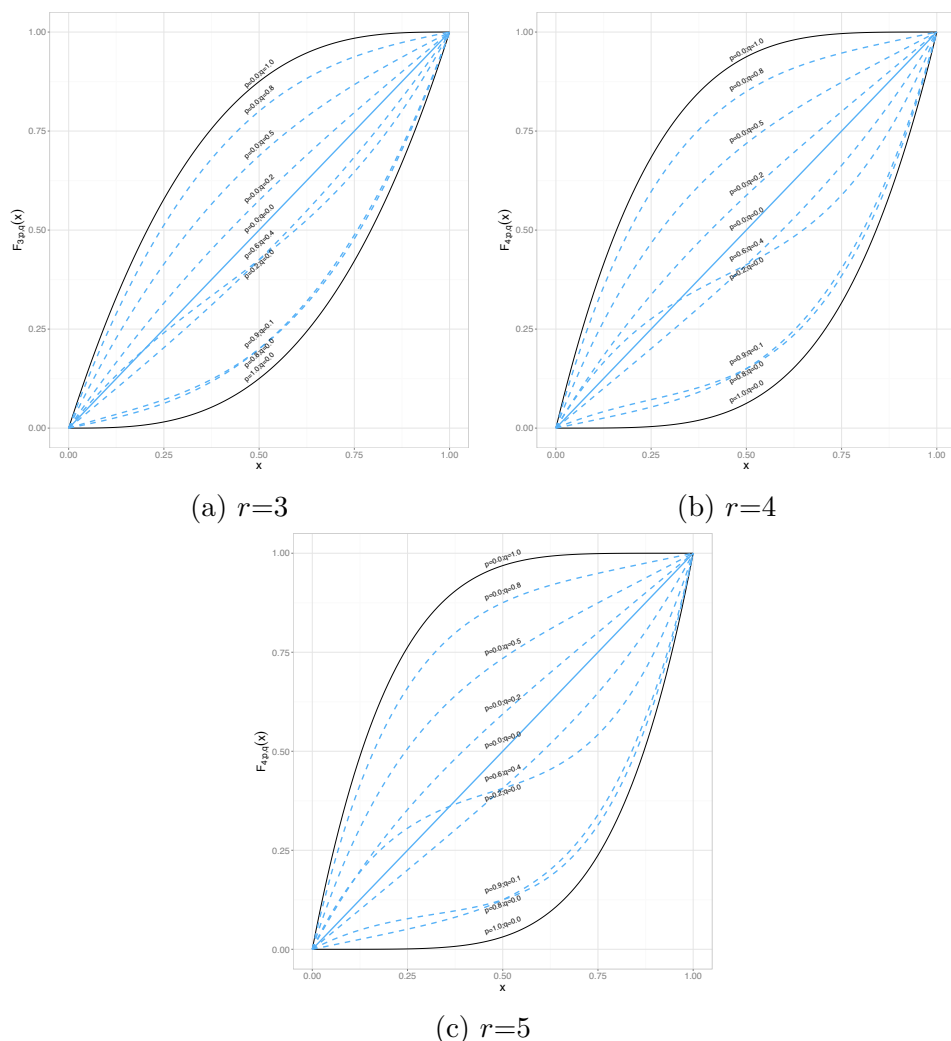 1.00
0.75
0.50
0.25
0.00
F3;p,q(x)
p=0.0;q=1.0
p=0.0;q=0.8
p=0.0;q=0.5
p=0.0;q=0.2
p=0.0;q=0.0
p=0.6;q=0.4
p=0.2;q=0.0
p=0.9;q=0.1
p=0.8;q=0.0
p=1.0;q=0.0
0.00 0.25 0.50 0.75 1.00
x
(a) r=3
1.00
0.75
0.50
0.25
0.00
F4;p,q(x)
p=0.0;q=1.0
p=0.0;q=0.8
p=0.0;q=0.5
p=0.0;q=0.2
p=0.0;q=0.0
p=0.6;q=0.4
p=0.2;q=0.0
p=0.9;q=0.1
p=0.8;q=0.0
p=1.0;q=0.0
0.00 0.25 0.50 0.75 1.00
x
(b) r=4
1.00
0.75
0.50
0.25
0.00
F4;p,q(x)
p=0.0;q=1.0
p=0.0;q=0.8
p=0.0;q=0.5
p=0.0;q=0.2
p=0.0;q=0.0
p=0.6;q=0.4
p=0.2;q=0.0
p=0.9;q=0.1
p=0.8;q=0.0
p=1.0;q=0.0
0.00 0.25 0.50 0.75 1.00
x
(c) r=5